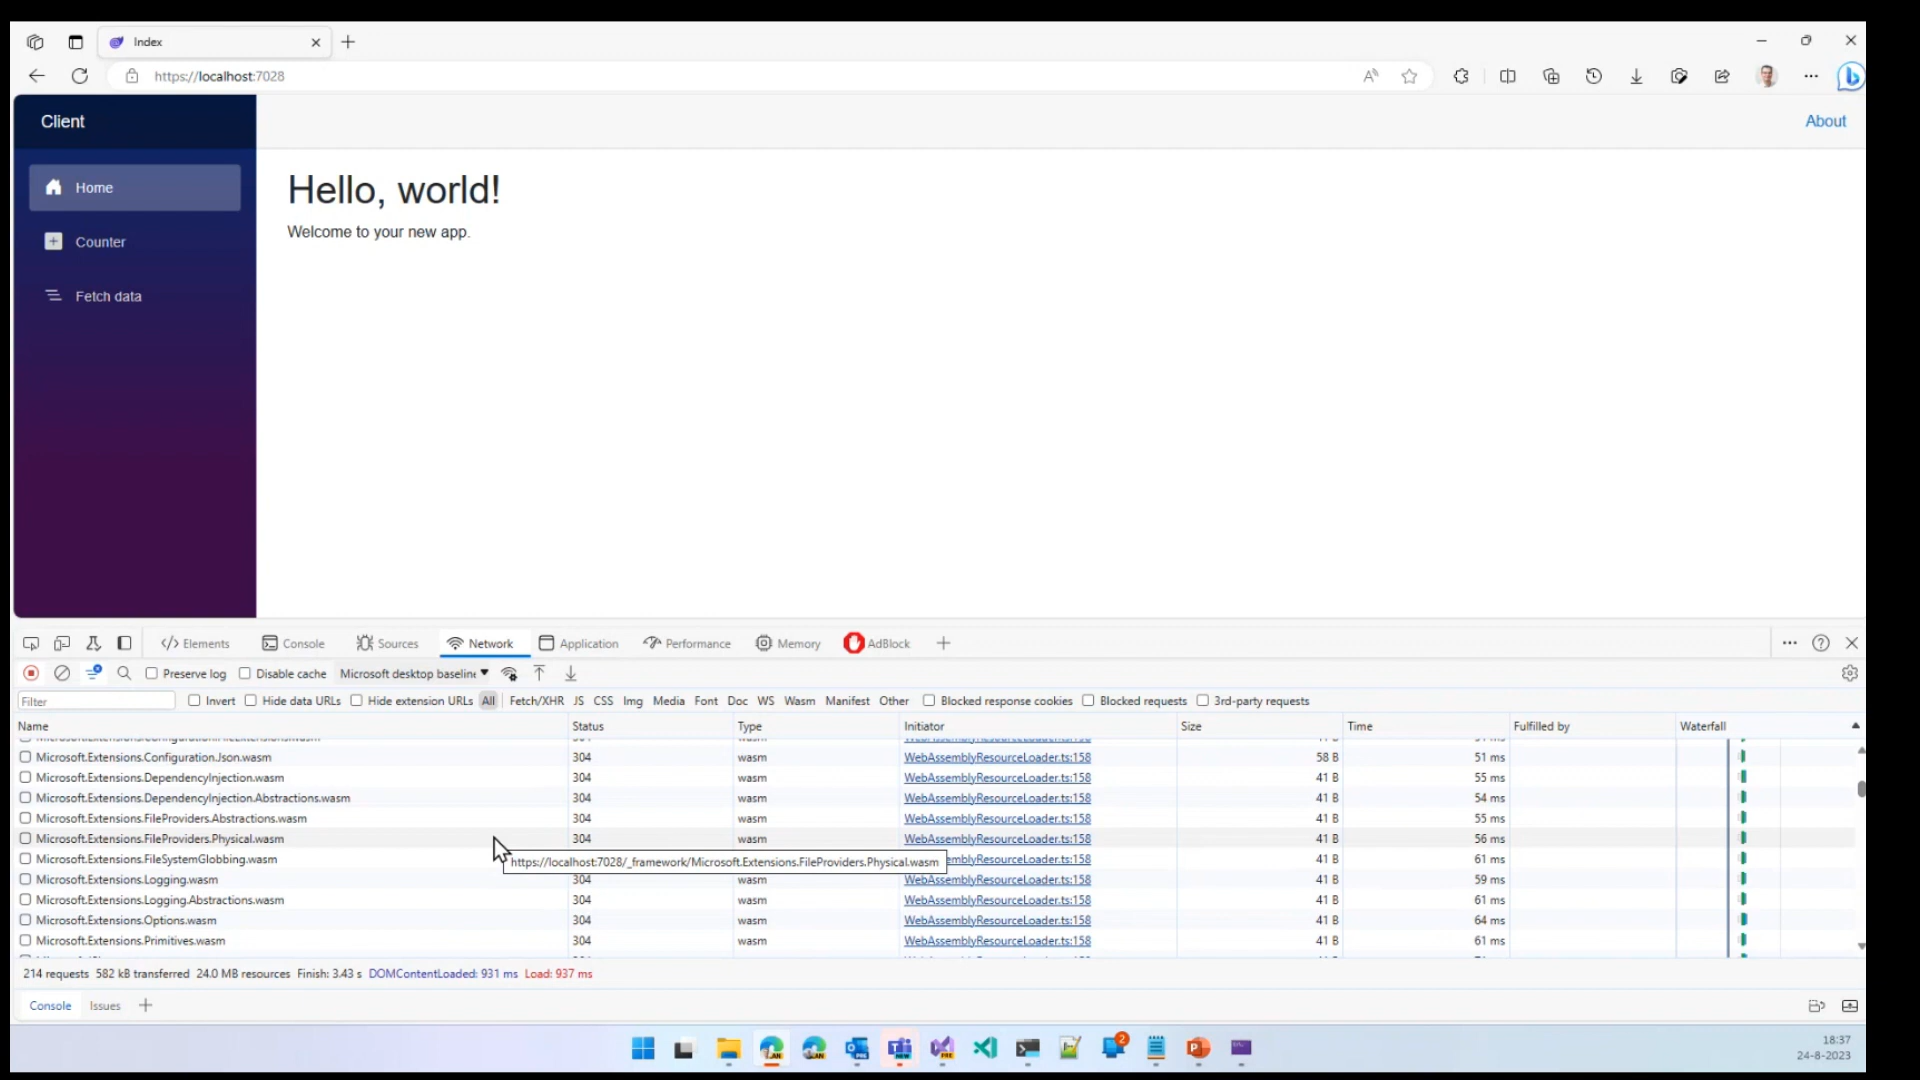 Index
https://localhost:7028
Client
About
Home
Counter
Fetch data
Hello, world!
Welcome to your new app.
Elements Console Sources Network Application Performance Memory AdBlock
Preserve log Disable cache Microsoft desktop baseline
Filter Invert Hide data URLs Hide extension URLs All Fetch/XHR JS CSS Img Media Font Doc WS Wasm Manifest Other Blocked response cookies Blocked requests 3rd-party requests
Name Status Type Initiator Size Time Fulfilled by Waterfall
Microsoft.Extensions.Configuration.Json.wasm 304 wasm WebAssemblyResourceLoader.ts:158 58 B 51 ms
Microsoft.Extensions.DependencyInjection.wasm 304 wasm WebAssemblyResourceLoader.ts:158 41 B 55 ms
Microsoft.Extensions.DependencyInjection.Abstractions.wasm 304 wasm WebAssemblyResourceLoader.ts:158 41 B 54 ms
Microsoft.Extensions.FileProviders.Abstractions.wasm 304 wasm WebAssemblyResourceLoader.ts:158 41 B 55 ms
Microsoft.Extensions.FileProviders.Physical.wasm 304 wasm WebAssemblyResourceLoader.ts:158 41 B 56 ms
Microsoft.Extensions.FileSystemGlobbing.wasm emblyResourceLoader.ts:158 41 B 61 ms
https://localhost:7028/_framework/Microsoft.Extensions.FileProviders.Physical.wasm
Microsoft.Extensions.Logging.wasm 304 wasm WebAssemblyResourceLoader.ts:158 41 B 59 ms
Microsoft.Extensions.Logging.Abstractions.wasm 304 wasm WebAssemblyResourceLoader.ts:158 41 B 61 ms
Microsoft.Extensions.Options.wasm 304 wasm WebAssemblyResourceLoader.ts:158 41 B 64 ms
Microsoft.Extensions.Primitives.wasm 304 wasm WebAssemblyResourceLoader.ts:158 41 B 61 ms
214 requests 582 kB transferred 24.0 MB resources Finish: 3.43 s DOMContentLoaded: 931 ms Load: 937 ms
Console Issues
18:37
24-8-2023